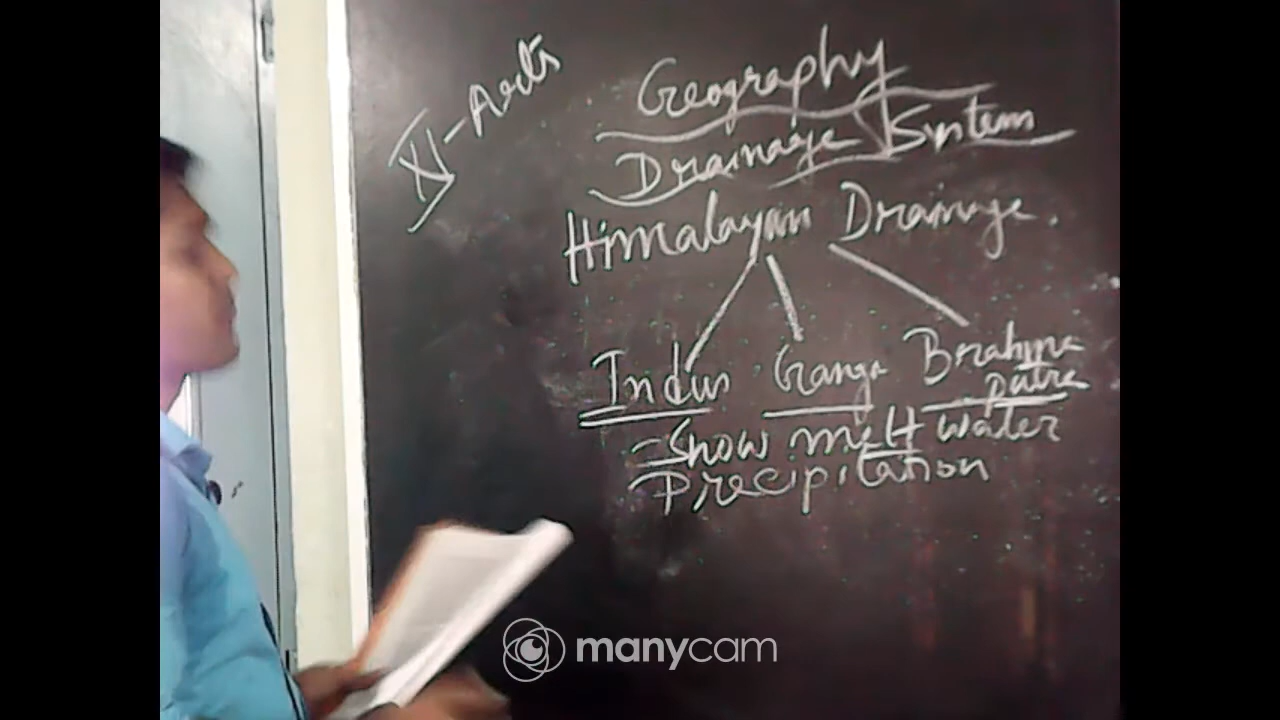 XI-Arts
Geography
Drainage System
Himalayan Drainage.
Indus Ganga Brahma
putra
- Snow melt water
Precipitation
manycam